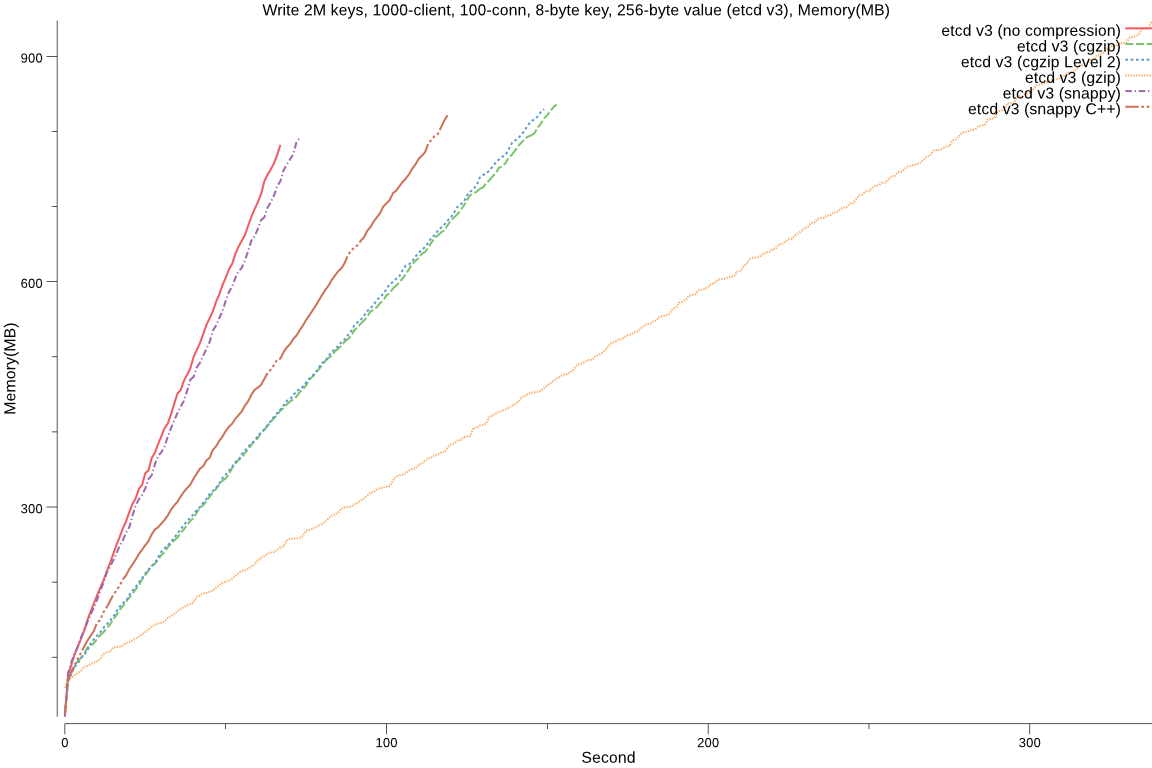 Write 2M keys, 1000-client, 100-conn, 8-byte key, 256-byte value (etcd v3), Memory(MB)
etcd v3 (no compression)
etcd v3 (cgzip)
etcd v3 (cgzip Level 2)
etcd v3 (gzip)
etcd v3 (snappy)
etcd v3 (snappy C++)
900
600
300
Memory(MB)
0 100 200 300
Second